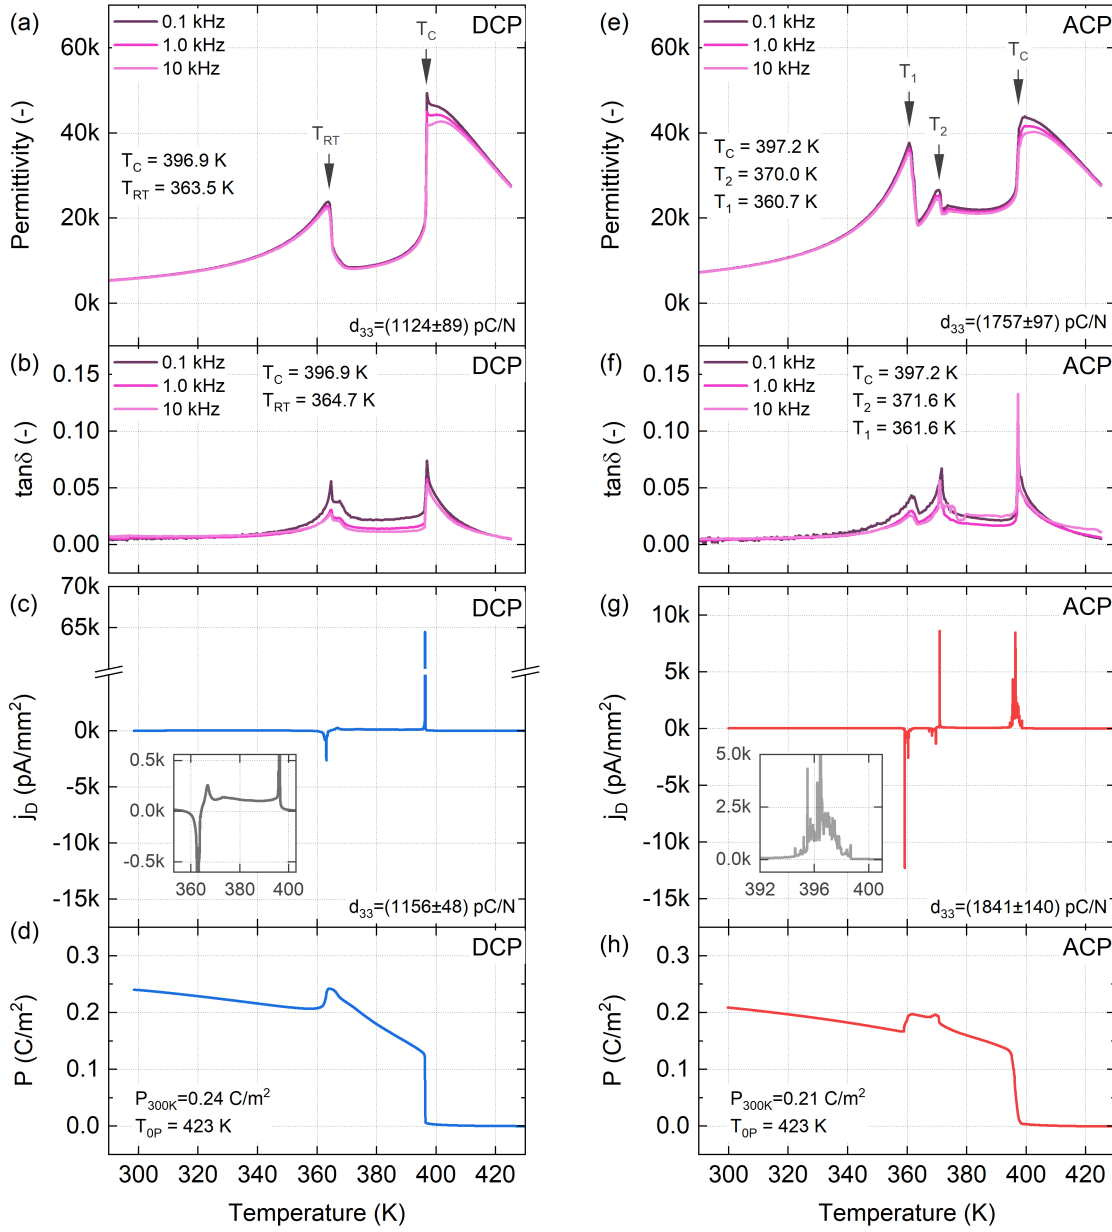 (a)
0.1 kHz
1.0 kHz
10 kHz
DCP
T_C
T_RT
T_C = 396.9 K
T_RT = 363.5 K
60k
40k
20k
0k
Permittivity (-)
d_33=(1124±89) pC/N
(e)
0.1 kHz
1.0 kHz
10 kHz
ACP
T_1
T_2
T_C
T_C = 397.2 K
T_2 = 370.0 K
T_1 = 360.7 K
60k
40k
20k
0k
Permittivity (-)
d_33=(1757±97) pC/N
(b)
0.1 kHz
1.0 kHz
10 kHz
DCP
T_C = 396.9 K
T_RT = 364.7 K
0.15
0.10
0.05
0.00
tanδ (-)
(f)
0.1 kHz
1.0 kHz
10 kHz
ACP
T_C = 397.2 K
T_2 = 371.6 K
T_1 = 361.6 K
0.15
0.10
0.05
0.00
tanδ (-)
(c)
DCP
70k
65k
0k
-5k
-10k
-15k
j_D (pA/mm²)
0.5k
0.0k
-0.5k
360 380 400
d_33=(1156±48) pC/N
(g)
ACP
10k
5k
0k
-5k
-10k
-15k
j_D (pA/mm²)
5.0k
2.5k
0.0k
392 396 400
d_33=(1841±140) pC/N
(d)
DCP
0.3
0.2
0.1
0.0
P (C/m²)
P_300K=0.24 C/m²
T_0P = 423 K
300 320 340 360 380 400 420
Temperature (K)
(h)
ACP
0.3
0.2
0.1
0.0
P (C/m²)
P_300K=0.21 C/m²
T_0P = 423 K
300 320 340 360 380 400 420
Temperature (K)